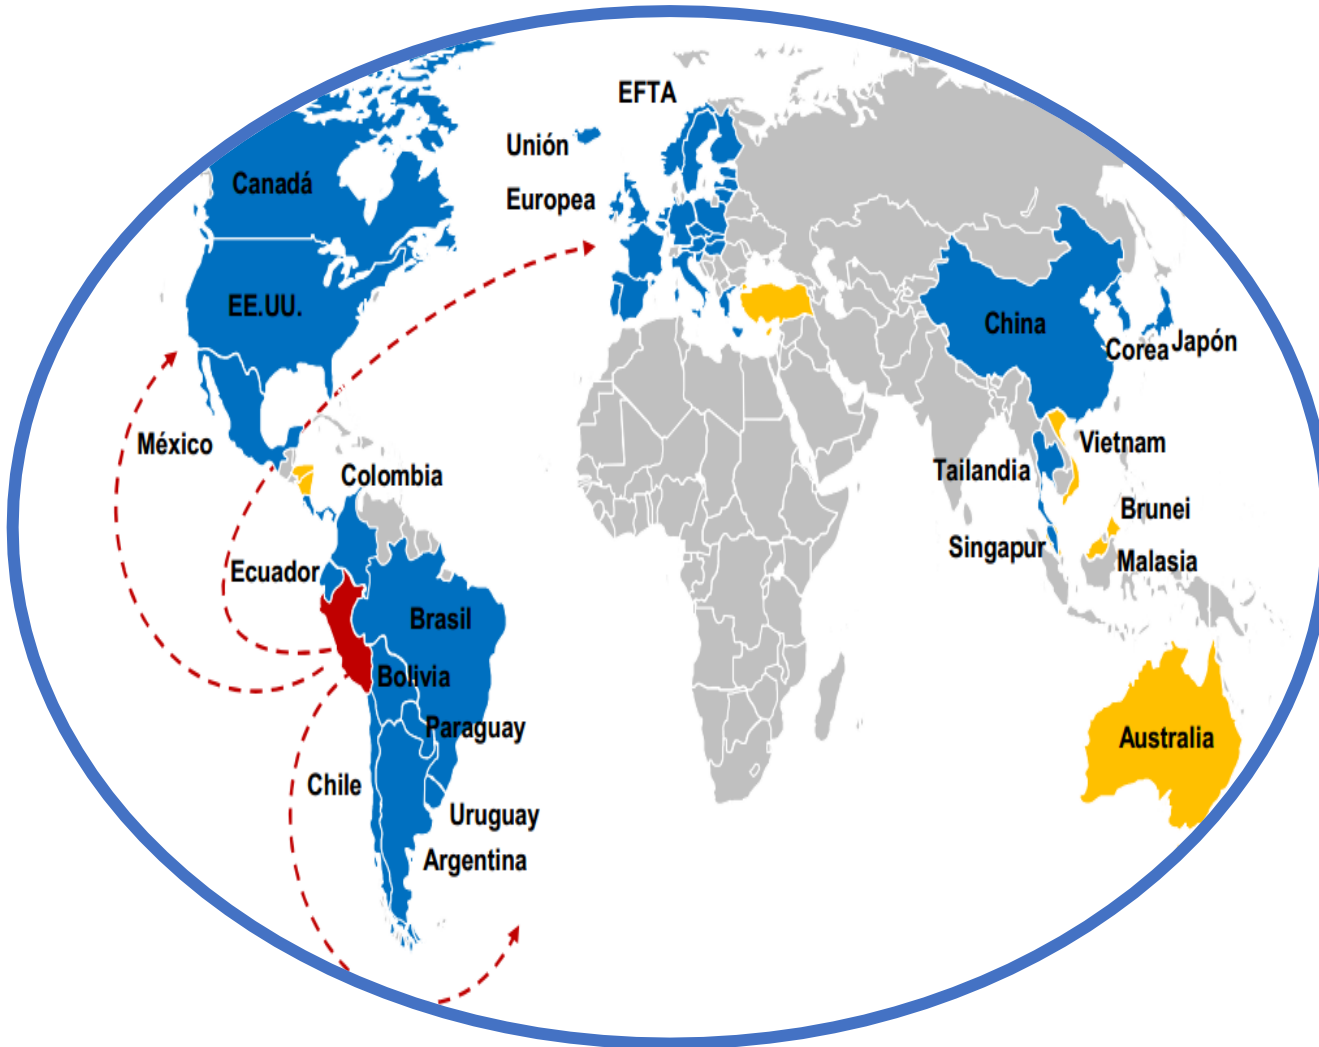 EFTA
Unión
Europea
Canadá
EE.UU.
China
Corea
Japón
México
Colombia
Vietnam
Tailandia
Brunei
Singapur
Malasia
Ecuador
Brasil
Bolivia
Paraguay
Australia
Chile
Uruguay
Argentina